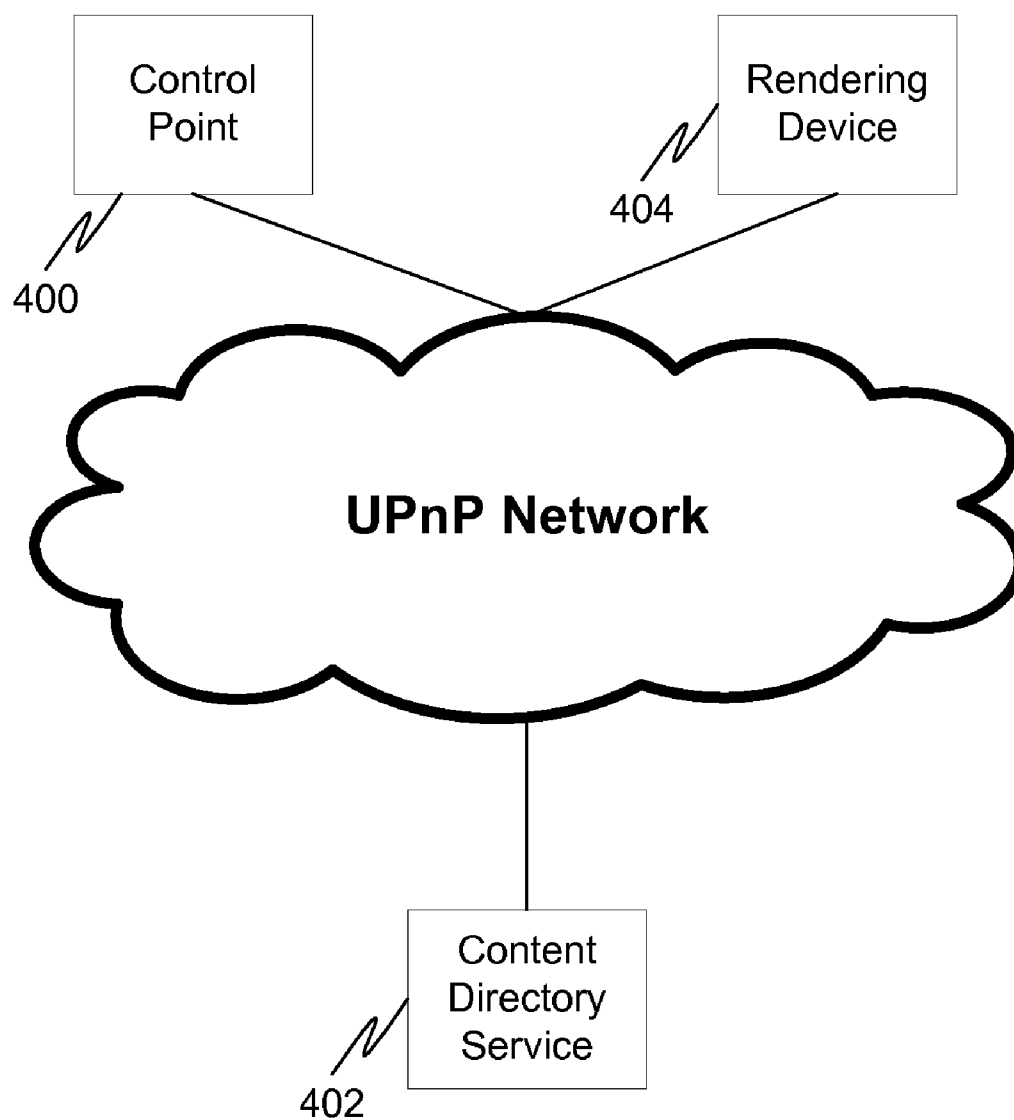 Control
Point
Rendering
Device
400
404
UPnP Network
Content
Directory
Service
402